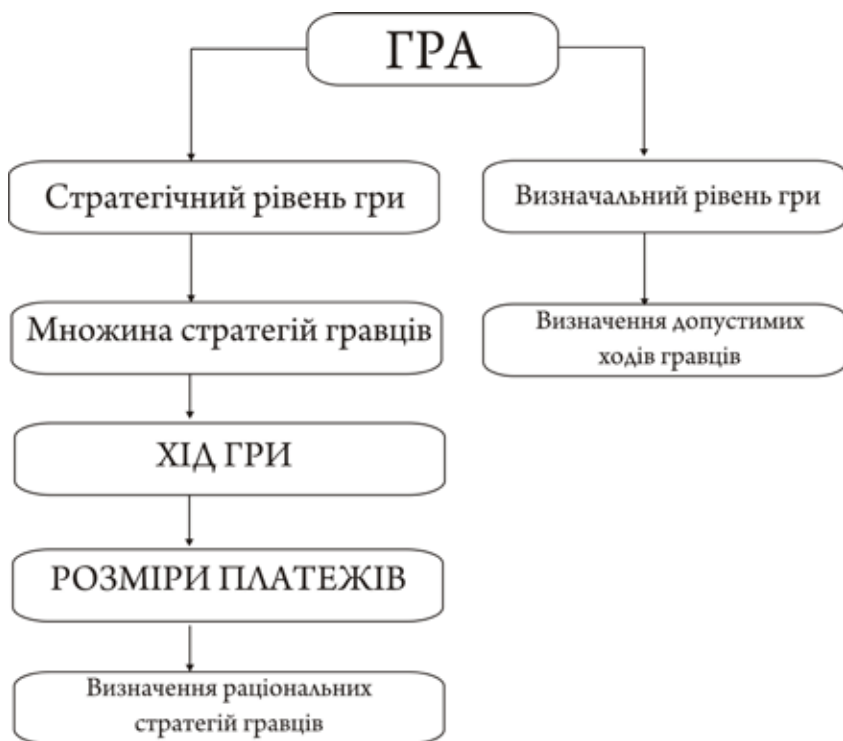 ГРА
Стратегічний рівень гри
Визначальний рівень гри
Множина стратегій гравців
Визначення допустимих
ходів гравців
ХІД ГРИ
РОЗМІРИ ПЛАТЕЖІВ
Визначення раціональних
стратегій гравців